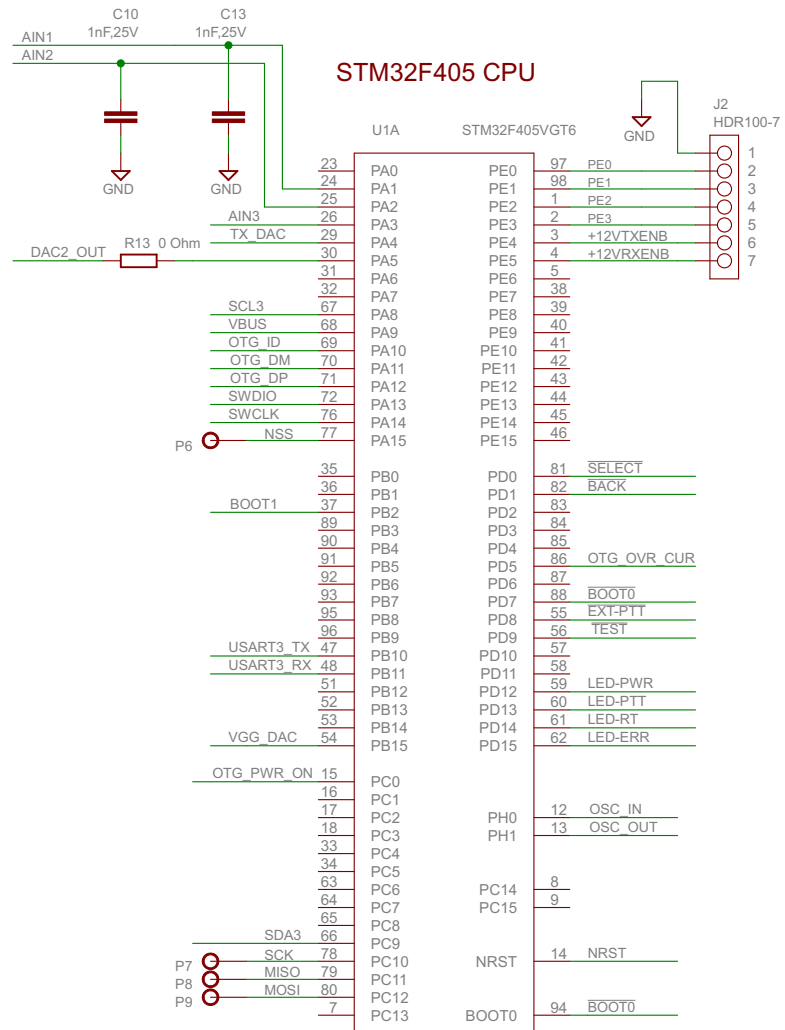 C10 C13
1nF,25V 1nF,25V
AIN1
AIN2
STM32F405 CPU
J2
HDR100-7
GND
U1A STM32F405VGT6
GND GND
1
23 PA0 PE0 97 PE0 2
24 PA1 PE1 98 PE1 3
25 PA2 PE2 1 PE2 4
AIN3 26 PA3 PE3 2 PE3 5
TX_DAC 29 PA4 PE4 3 +12VTXENB 6
DAC2_OUT R13 0 Ohm 30 PA5 PE5 4 +12VRXENB 7
31 PA6 PE6 5
32 PA7 PE7 38
SCL3 67 PA8 PE8 39
VBUS 68 PA9 PE9 40
OTG_ID 69 PA10 PE10 41
OTG_DM 70 PA11 PE11 42
OTG_DP 71 PA12 PE12 43
SWDIO 72 PA13 PE13 44
SWCLK 76 PA14 PE14 45
P6 NSS 77 PA15 PE15 46
35 PB0 PD0 81 SELECT
36 PB1 PD1 82 BACK
BOOT1 37 PB2 PD2 83
89 PB3 PD3 84
90 PB4 PD4 85
91 PB5 PD5 86 OTG_OVR_CUR
92 PB6 PD6 87
93 PB7 PD7 88 BOOT0
95 PB8 PD8 55 EXT-PTT
96 PB9 PD9 56 TEST
USART3_TX 47 PB10 PD10 57
USART3_RX 48 PB11 PD11 58
51 PB12 PD12 59 LED-PWR
52 PB13 PD13 60 LED-PTT
53 PB14 PD14 61 LED-RT
VGG_DAC 54 PB15 PD15 62 LED-ERR
OTG_PWR_ON 15 PC0
16 PC1
17 PC2 PH0 12 OSC_IN
18 PC3 PH1 13 OSC_OUT
33 PC4
34 PC5
63 PC6 PC14 8
64 PC7 PC15 9
65 PC8
SDA3 66 PC9
P7 SCK 78 PC10 NRST 14 NRST
P8 MISO 79 PC11
P9 MOSI 80 PC12
7 PC13 BOOT0 94 BOOT0